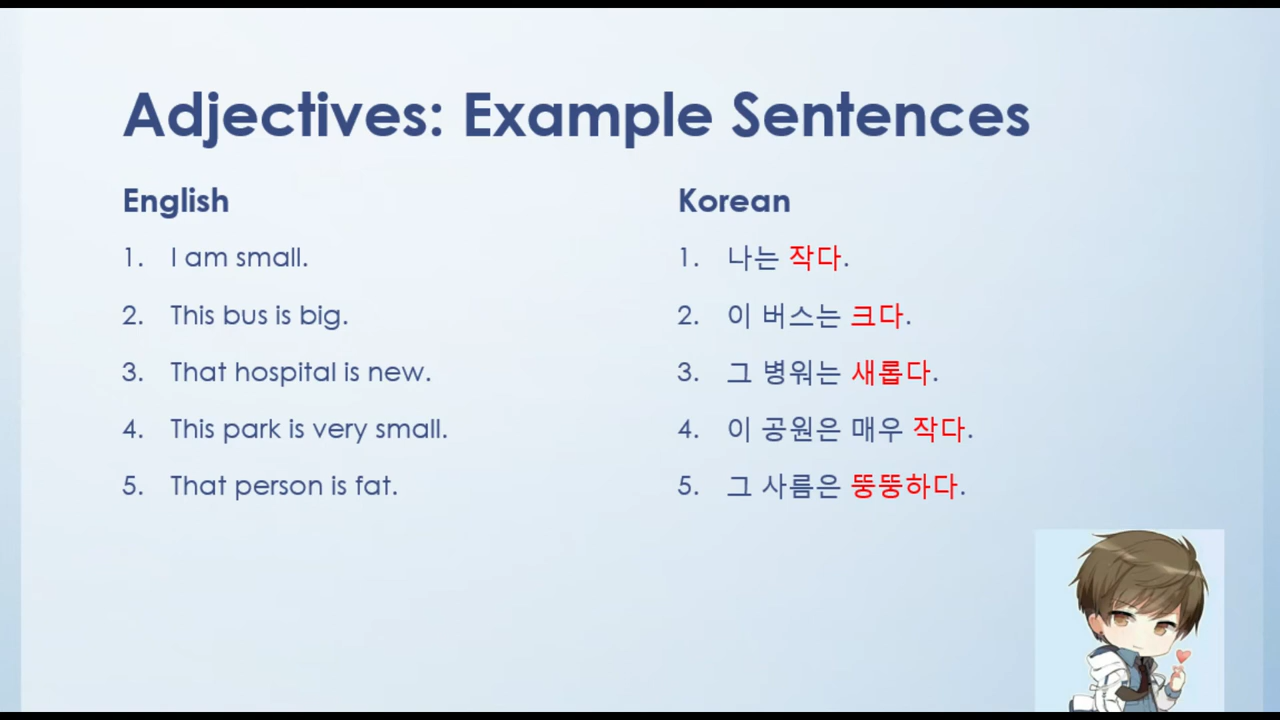 Adjectives: Example Sentences
English
1. I am small.
2. This bus is big.
3. That hospital is new.
4. This park is very small.
5. That person is fat.
Korean
1. 나는 작다.
2. 이 버스는 크다.
3. 그 병워는 새롭다.
4. 이 공원은 매우 작다.
5. 그 사름은 뚱뚱하다.